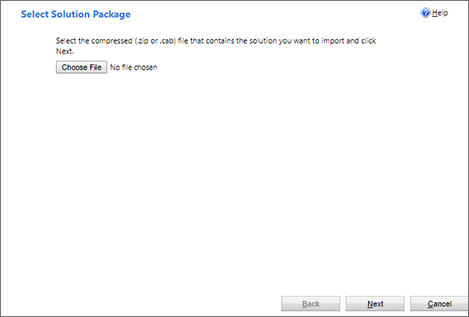 Select Solution Package
Help
Select the compressed (.zip or .cab) file that contains the solution you want to import and click
Next.
Choose File No file chosen
Back Next Cancel